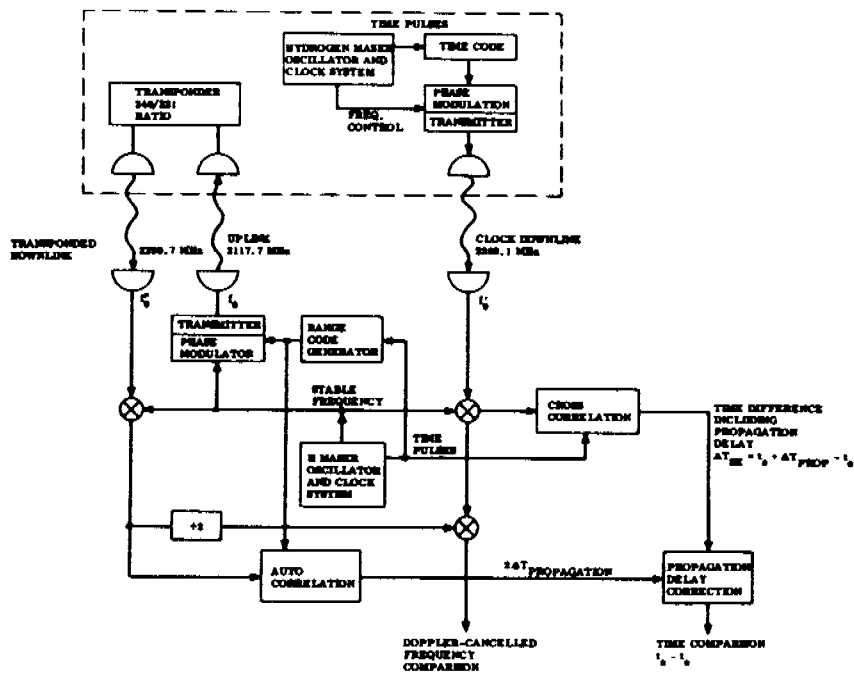 TIME PULSES
HYDROGEN MASER
OSCILLATOR AND
CLOCK SYSTEM
TIME CODE
TRANSPONDER
RATIO
PHASE
MODULATION
TRANSMITTER
FREQ.
CONTROL
TRANSPONDED
DOWNLINK
MHz
UPLINK
2117.7 MHz
CLOCK DOWNLINK
MHz
TRANSMITTER
PHASE
MODULATOR
RANGE
CODE
GENERATOR
STABLE
FREQUENCY
CROSS
CORRELATION
TIME DIFFERENCE
INCLUDING
PROPAGATION
DELAY
H MASER
OSCILLATOR
AND CLOCK
SYSTEM
TIME
PULSES
÷2
AUTO
CORRELATION
2ΔT PROPAGATION
PROPAGATION
DELAY
CORRECTION
DOPPLER-CANCELLED
FREQUENCY
COMPARISON
TIME COMPARISON